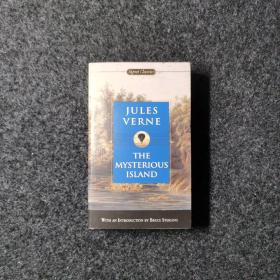 Signet Classics
JULES
VERNE
THE
MYSTERIOUS
ISLAND
WITH AN INTRODUCTION BY BRUCE STERLING